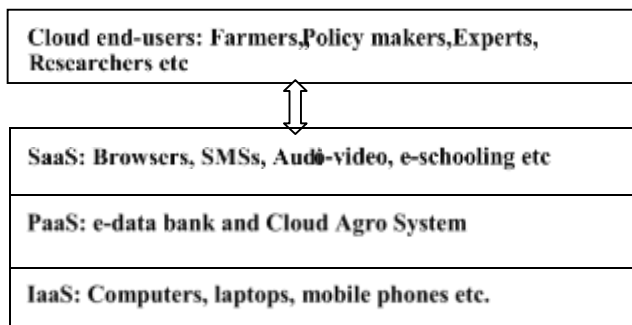 Cloud end-users: Farmers,Policy makers,Experts,
Researchers etc
SaaS: Browsers, SMSs, Audio-video, e-schooling etc
PaaS: e-data bank and Cloud Agro System
IaaS: Computers, laptops, mobile phones etc.